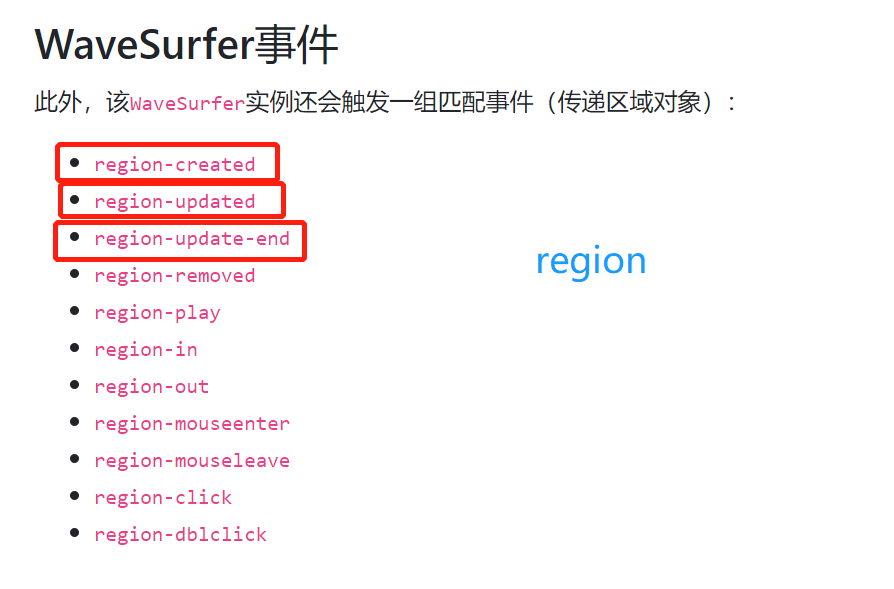 WaveSurfer事件
此外，该WaveSurfer实例还会触发一组匹配事件（传递区域对象）：
region-created
region-updated
region-update-end
region
region-removed
region-play
region-in
region-out
region-mouseenter
region-mouseleave
region-click
region-dblclick